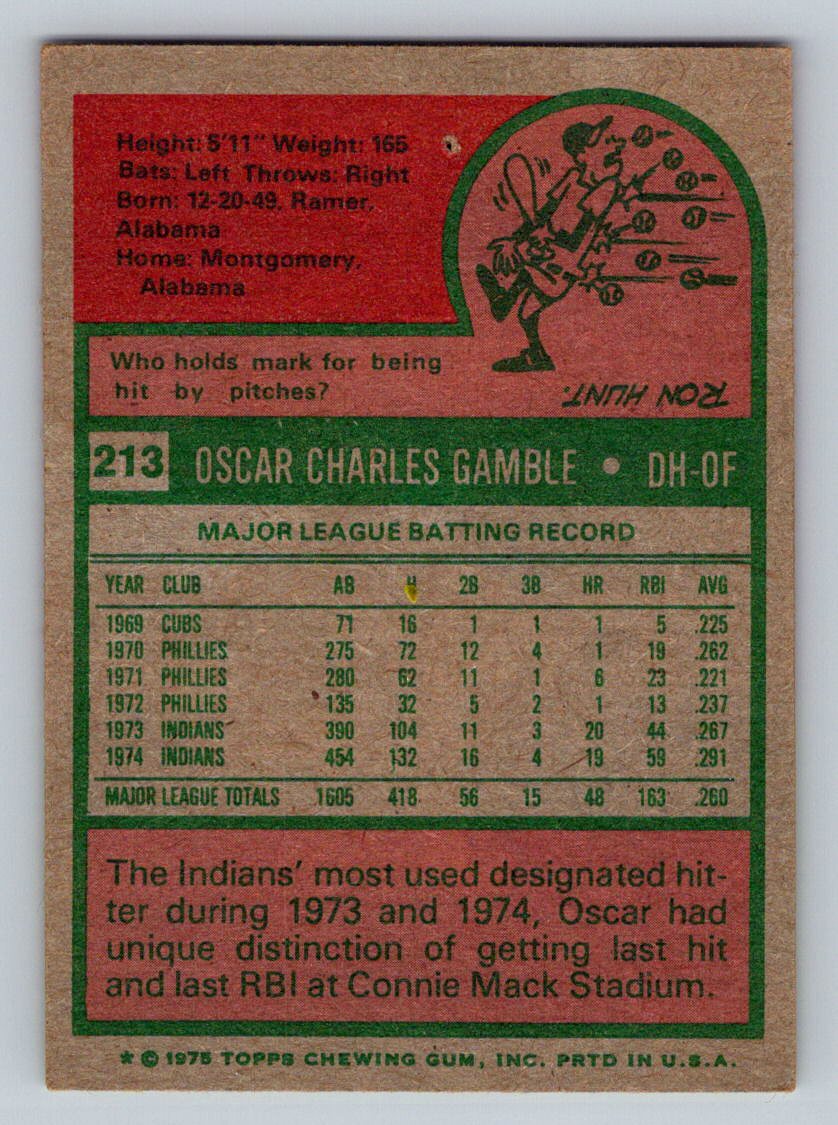 Height: 5'11" Weight: 165
Bats: Left Throws: Right
Born: 12-20-49, Ramer,
Alabama
Home: Montgomery,
Alabama
Who holds mark for being
hit by pitches?
RON HUNT.
213 OSCAR CHARLES GAMBLE • DH-OF
MAJOR LEAGUE BATTING RECORD
YEAR CLUB AB H 2B 3B HR RBI AVG
1969 CUBS 71 16 1 1 1 5 .225
1970 PHILLIES 275 72 12 4 1 19 .262
1971 PHILLIES 280 62 11 1 6 23 .221
1972 PHILLIES 135 32 5 2 1 13 .237
1973 INDIANS 390 104 11 3 20 44 .267
1974 INDIANS 454 132 16 4 19 59 .291
MAJOR LEAGUE TOTALS 1605 418 56 15 48 163 .260
The Indians' most used designated hit-
ter during 1973 and 1974, Oscar had
unique distinction of getting last hit
and last RBI at Connie Mack Stadium.
* © 1975 TOPPS CHEWING GUM, INC. PRTD IN U.S.A.